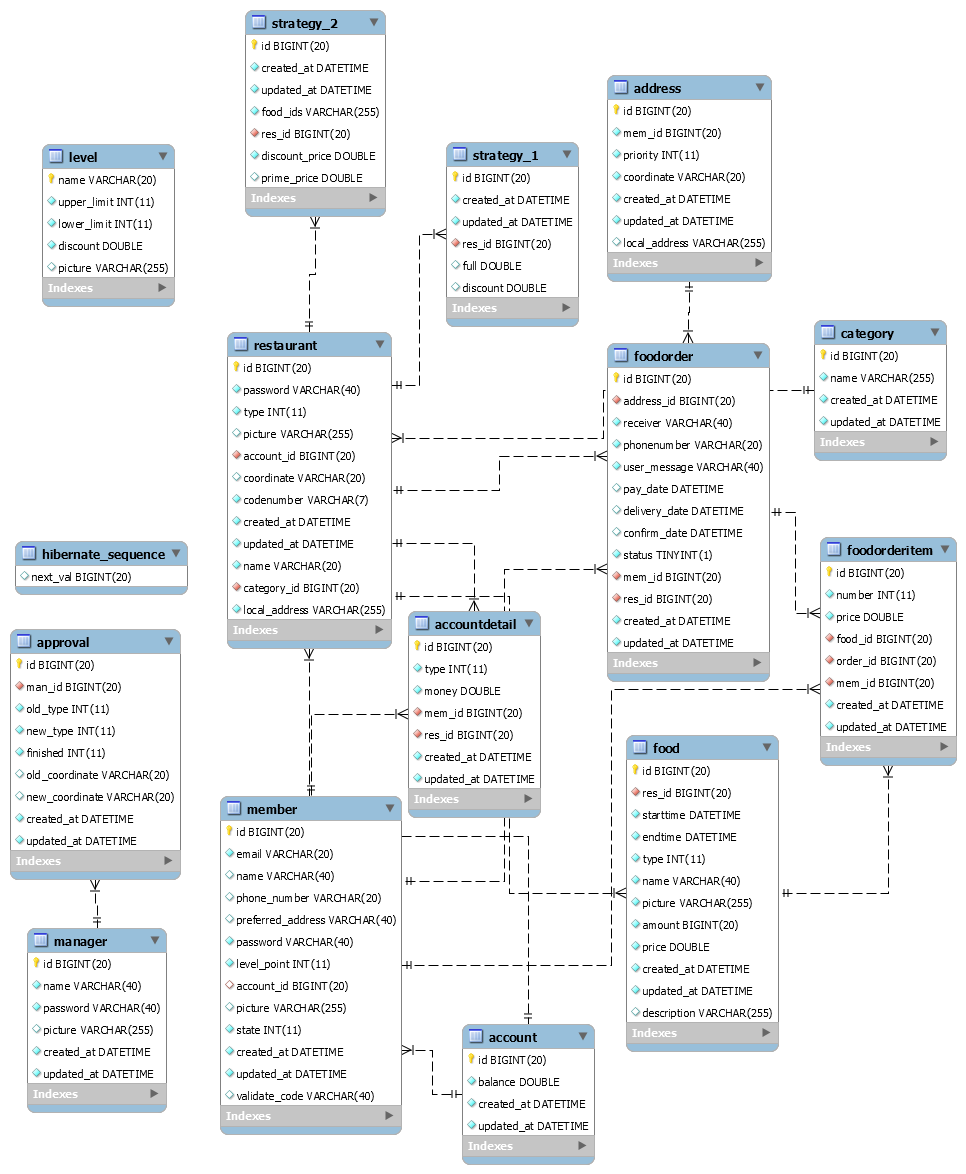 strategy_2
id BIGINT(20)
created_at DATETIME
updated_at DATETIME
food_ids VARCHAR(255)
res_id BIGINT(20)
discount_price DOUBLE
prime_price DOUBLE
Indexes
level
name VARCHAR(20)
upper_limit INT(11)
lower_limit INT(11)
discount DOUBLE
picture VARCHAR(255)
Indexes
strategy_1
id BIGINT(20)
created_at DATETIME
updated_at DATETIME
res_id BIGINT(20)
full DOUBLE
discount DOUBLE
Indexes
address
id BIGINT(20)
mem_id BIGINT(20)
priority INT(11)
coordinate VARCHAR(20)
created_at DATETIME
updated_at DATETIME
local_address VARCHAR(255)
Indexes
restaurant
id BIGINT(20)
password VARCHAR(40)
type INT(11)
picture VARCHAR(255)
account_id BIGINT(20)
coordinate VARCHAR(20)
codenumber VARCHAR(7)
created_at DATETIME
updated_at DATETIME
name VARCHAR(20)
category_id BIGINT(20)
local_address VARCHAR(255)
Indexes
foodorder
id BIGINT(20)
address_id BIGINT(20)
receiver VARCHAR(40)
phonenumber VARCHAR(20)
user_message VARCHAR(40)
pay_date DATETIME
delivery_date DATETIME
confirm_date DATETIME
status TINYINT(1)
mem_id BIGINT(20)
res_id BIGINT(20)
created_at DATETIME
updated_at DATETIME
Indexes
category
id BIGINT(20)
name VARCHAR(255)
created_at DATETIME
updated_at DATETIME
Indexes
hibernate_sequence
next_val BIGINT(20)
foodorderitem
id BIGINT(20)
number INT(11)
price DOUBLE
food_id BIGINT(20)
order_id BIGINT(20)
mem_id BIGINT(20)
created_at DATETIME
updated_at DATETIME
Indexes
approval
id BIGINT(20)
man_id BIGINT(20)
old_type INT(11)
new_type INT(11)
finished INT(11)
old_coordinate VARCHAR(20)
new_coordinate VARCHAR(20)
created_at DATETIME
updated_at DATETIME
Indexes
accountdetail
id BIGINT(20)
type INT(11)
money DOUBLE
mem_id BIGINT(20)
res_id BIGINT(20)
created_at DATETIME
updated_at DATETIME
Indexes
food
id BIGINT(20)
res_id BIGINT(20)
starttime DATETIME
endtime DATETIME
type INT(11)
name VARCHAR(40)
picture VARCHAR(255)
amount BIGINT(20)
price DOUBLE
created_at DATETIME
updated_at DATETIME
description VARCHAR(255)
Indexes
member
id BIGINT(20)
email VARCHAR(20)
name VARCHAR(40)
phone_number VARCHAR(20)
preferred_address VARCHAR(40)
password VARCHAR(40)
level_point INT(11)
account_id BIGINT(20)
picture VARCHAR(255)
state INT(11)
created_at DATETIME
updated_at DATETIME
validate_code VARCHAR(40)
Indexes
manager
id BIGINT(20)
name VARCHAR(40)
password VARCHAR(40)
picture VARCHAR(255)
created_at DATETIME
updated_at DATETIME
Indexes
account
id BIGINT(20)
balance DOUBLE
created_at DATETIME
updated_at DATETIME
Indexes